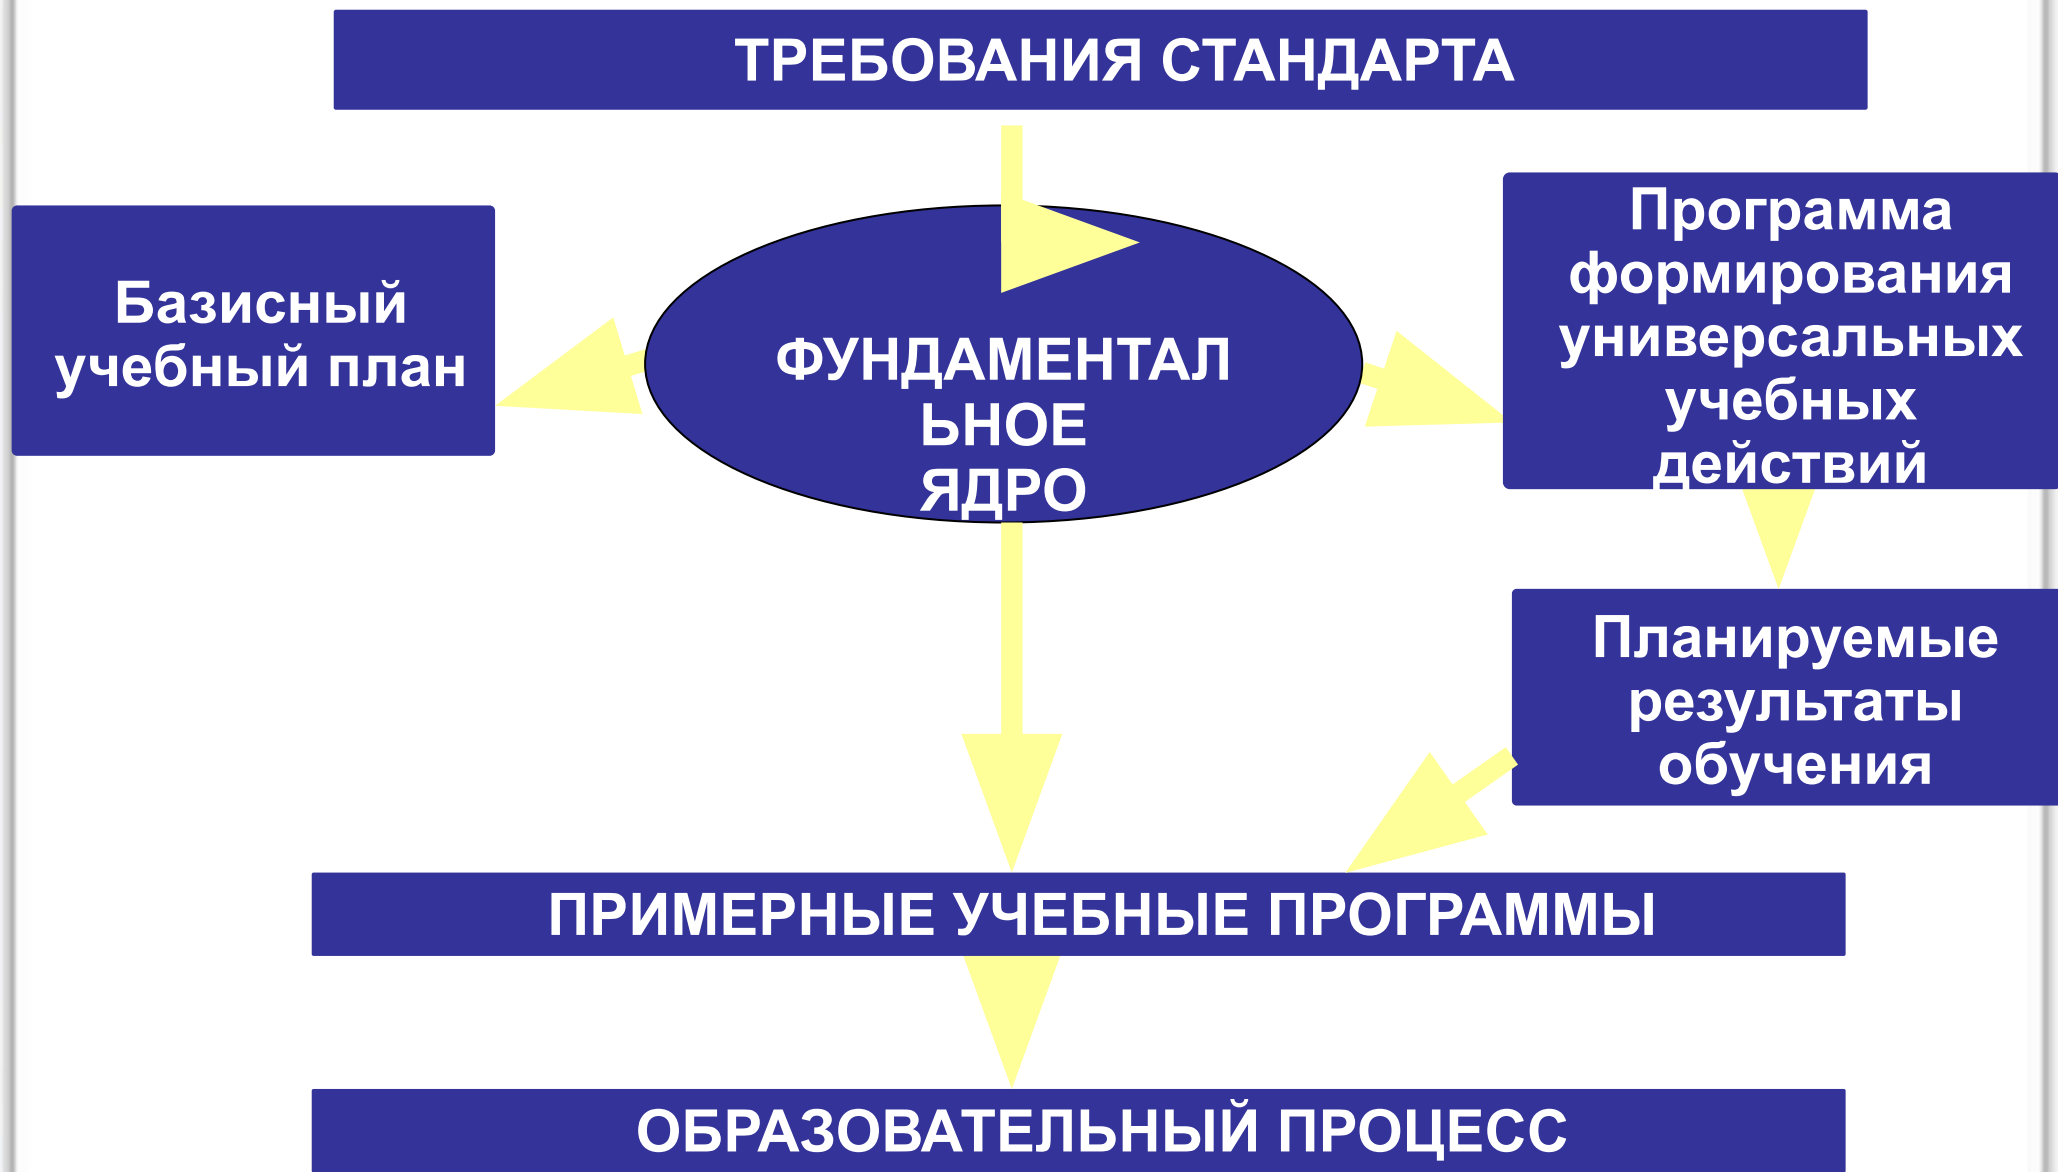 ТРЕБОВАНИЯ СТАНДАРТА
Базисный
учебный план
ФУНДАМЕНТАЛ
ЬНОЕ
ЯДРО
Программа
формирования
универсальных
учебных
действий
Планируемые
результаты
обучения
ПРИМЕРНЫЕ УЧЕБНЫЕ ПРОГРАММЫ
ОБРАЗОВАТЕЛЬНЫЙ ПРОЦЕСС